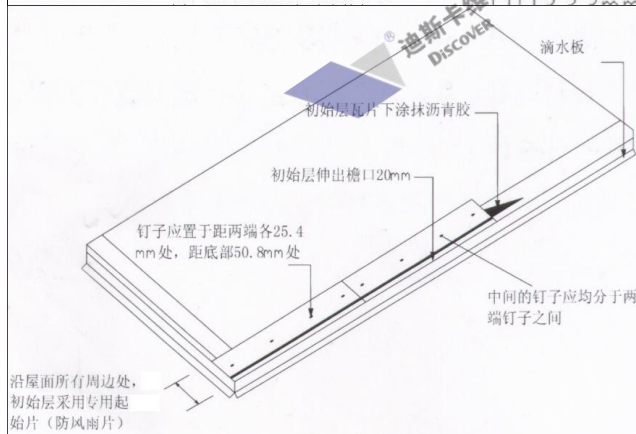 迪斯卡维
®
DiSCOVER
滴水板
初始层瓦片下涂抹沥青胶
初始层伸出檐口20mm
钉子应置于距两端各25.4
mm处，距底部50.8mm处
中间的钉子应均分于两
端钉子之间
沿屋面所有周边处，
初始层采用专用起
始片（防风雨片）